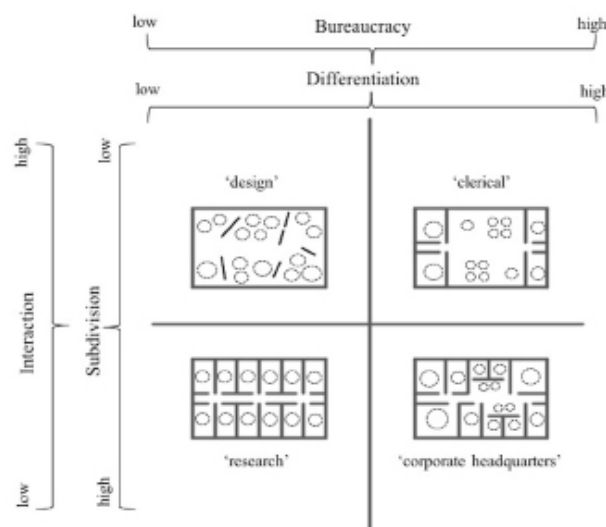 low Bureaucracy high
Differentiation
low high
high low
'design' 'clerical'
Interaction Subdivision
'research' 'corporate headquarters'
low high